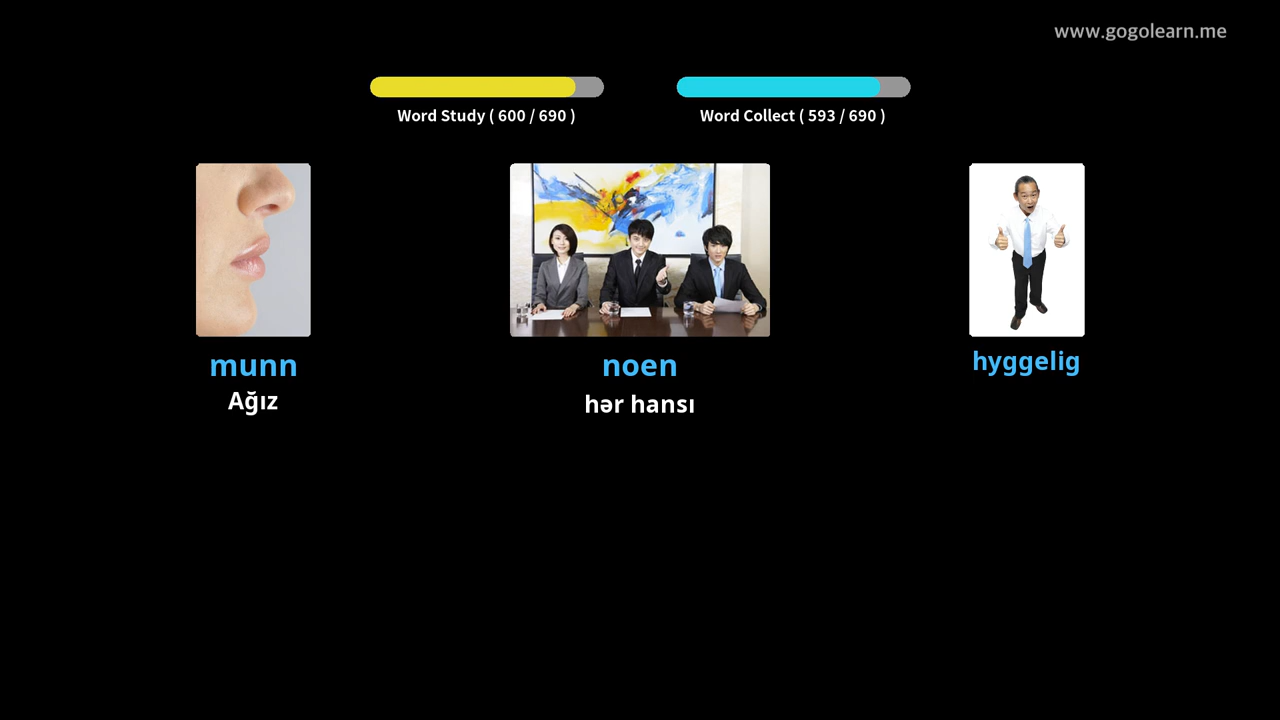 www.gogolearn.me
Word Study ( 600 / 690 )
Word Collect ( 593 / 690 )
munn
Ağız
noen
hər hansı
hyggelig